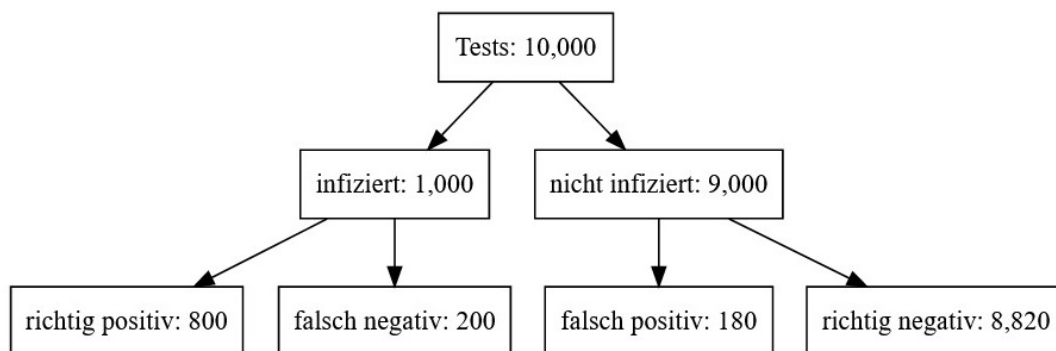 Tests: 10,000
infiziert: 1,000
nicht infiziert: 9,000
richtig positiv: 800
falsch negativ: 200
falsch positiv: 180
richtig negativ: 8,820